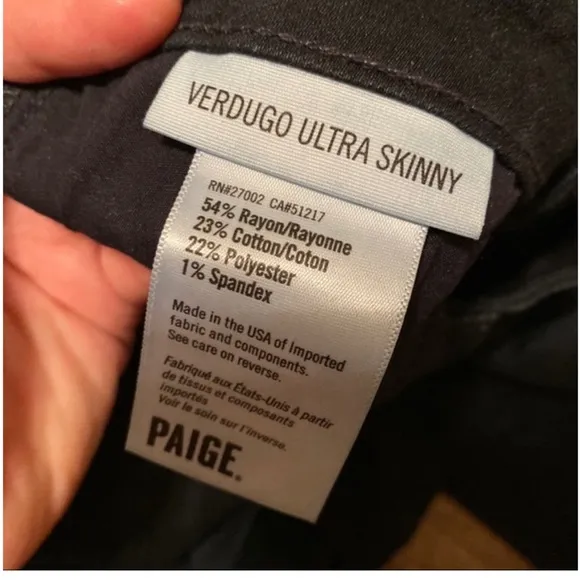 VERDUGO ULTRA SKINNY
RN#27002 CA#51217
54% Rayon/Rayonne
23% Cotton/Coton
22% Polyester
1% Spandex
Made in the USA of Imported
fabric and components.
See care on reverse.
Fabriqué aux États-Unis à partir
de tissus et composants
importés
Voir le soin sur l'inverse.
PAIGE.